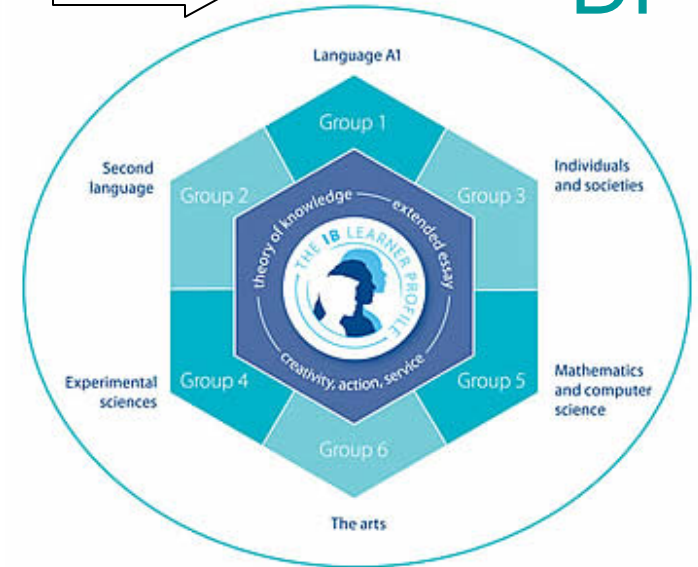 DP
Language A1
Group 1
Second
language
Individuals
and societies
Group 2
Group 3
theory of knowledge
extended essay
THE IB LEARNER PROFILE
creativity, action, service
Experimental
sciences
Group 4
Group 5
Mathematics
and computer
science
Group 6
The arts